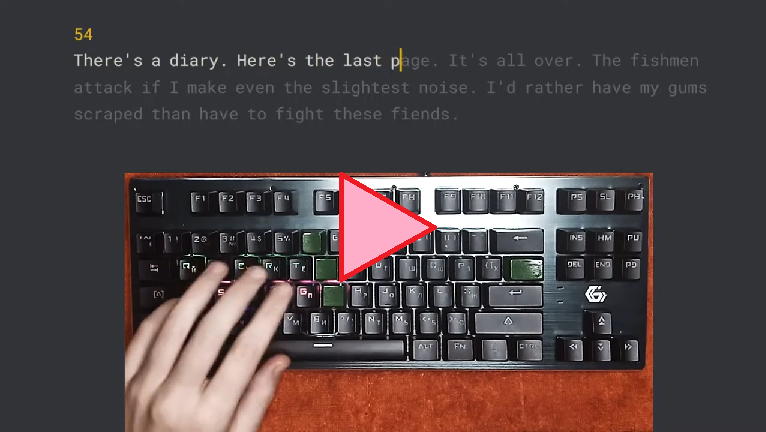 54
There's a diary. Here's the last page. It's all over. The fishmen
attack if I make even the slightest noise. I'd rather have my gums
scraped than have to fight these fiends.
ESC F1 F2 F3 F4 F5 F9 F10 F11 F12 PS SL PB
INS HM PU
DEL END PD
ALT FN CTRL